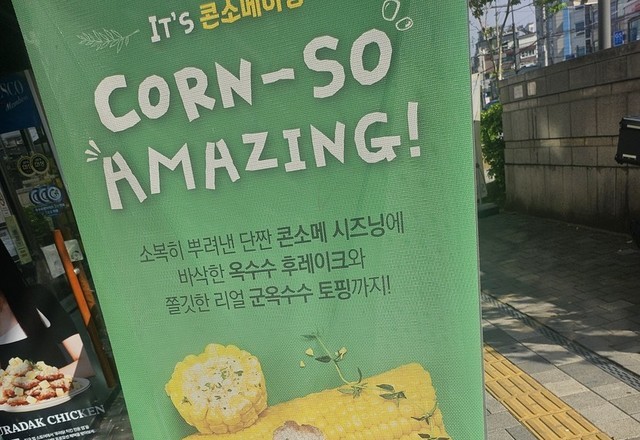 IT'S 콘소메이징
CORN-SO
AMAZING!
소복히 뿌려낸 단짠 콘소메 시즈닝에
바삭한 옥수수 후레이크와
쫄깃한 리얼 군옥수수 토핑까지!
URADAK CHICKEN